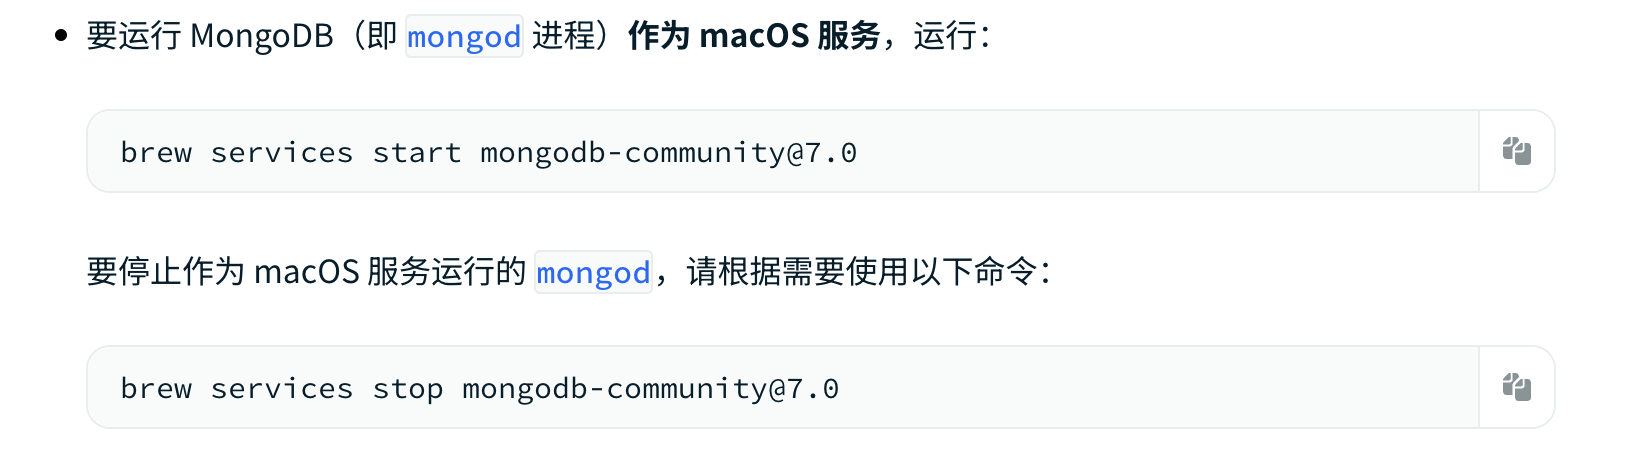 要运行 MongoDB（即 mongod 进程）作为 macOS 服务，运行：
brew services start mongodb-community@7.0
要停止作为 macOS 服务运行的 mongod，请根据需要使用以下命令：
brew services stop mongodb-community@7.0